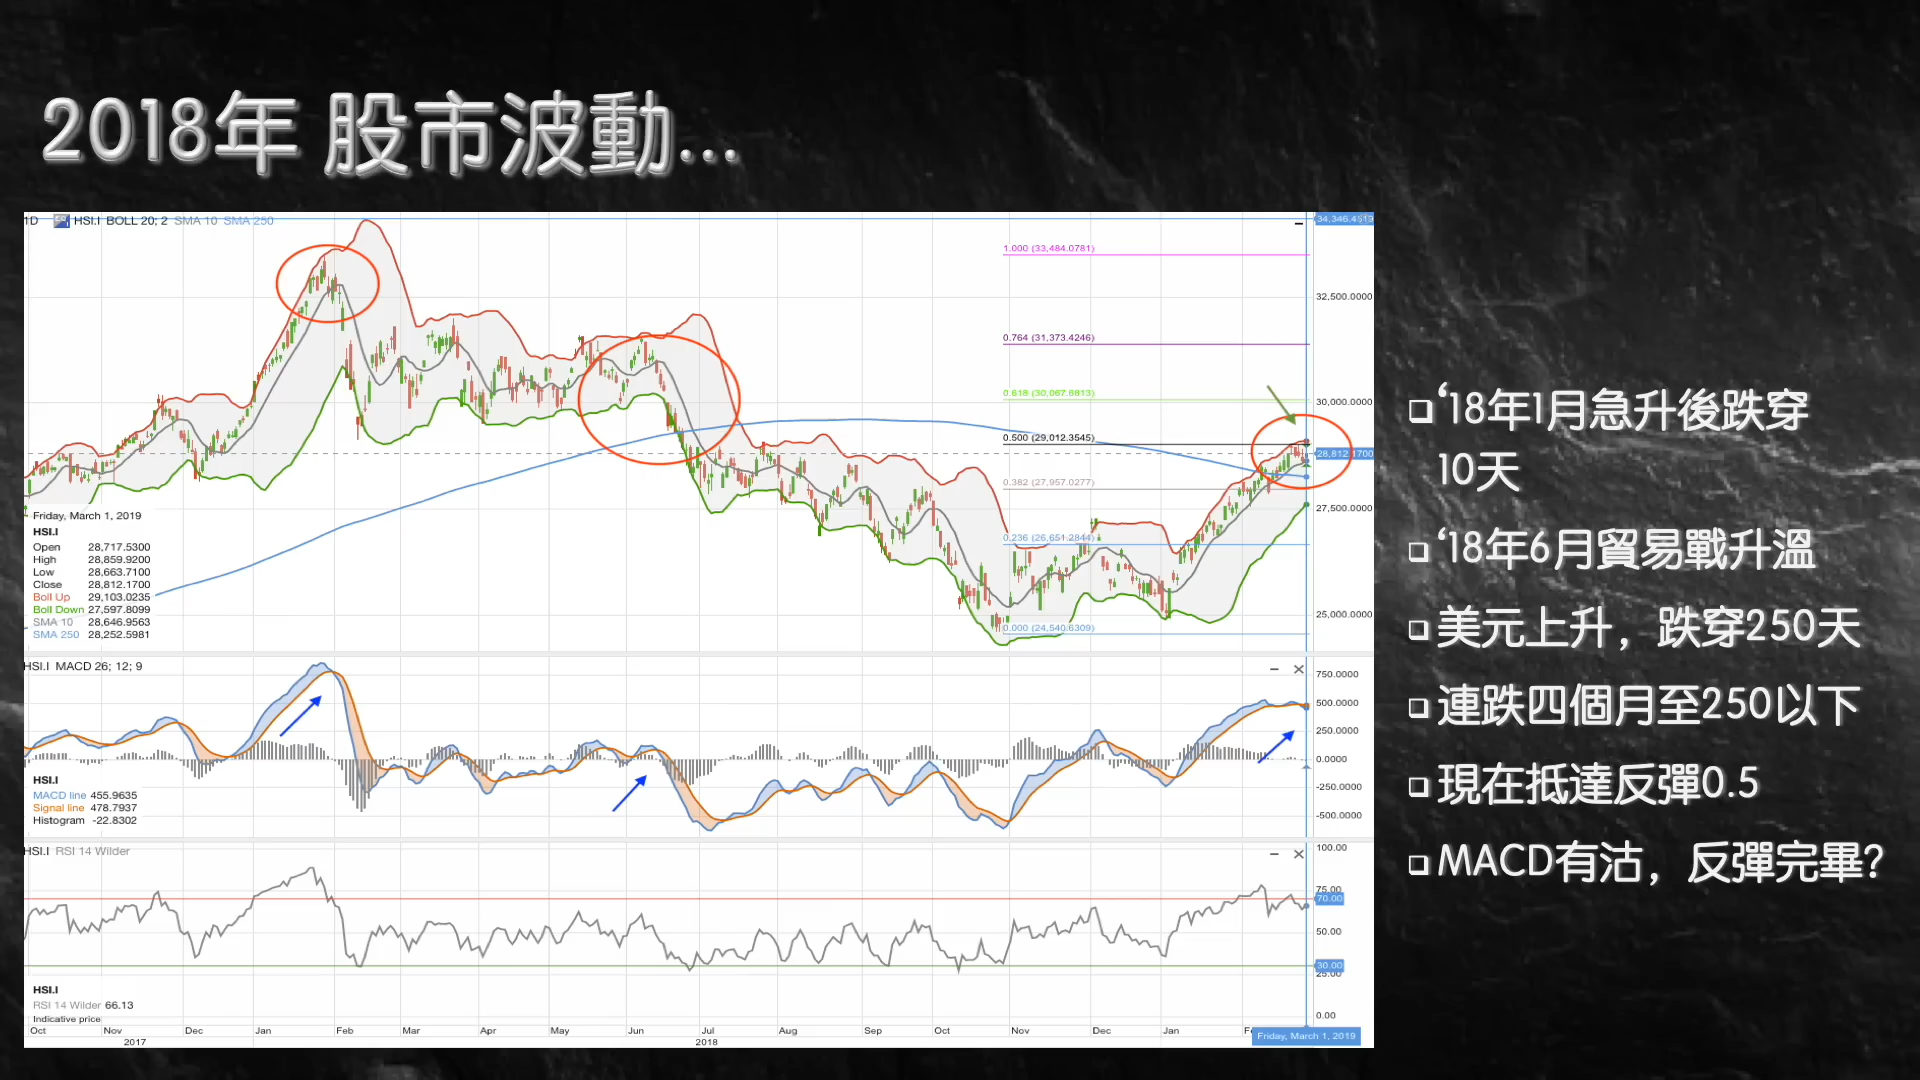 2018年 股市波動...
1D HSI.I BOLL 20; 2 SMA 10 SMA 250
34,346.4519
1.000 (33,484.0781)
32,500.0000
0.764 (31,373.4246)
0.618 (30,067.6813)
30,000.0000
0.500 (29,012.3545)
28,812.1700
0.382 (27,957.0277)
27,500.0000
0.236 (26,651.2844)
25,000.0000
0.000 (24,540.6309)
Friday, March 1, 2019
HSI.I
Open 28,717.5300
High 28,859.9200
Low 28,663.7100
Close 28,812.1700
Boll Up 29,103.0235
Boll Down 27,597.8099
SMA 10 28,646.9563
SMA 250 28,252.5981
HSI.I MACD 26; 12; 9
750.0000
500.0000
250.0000
0.0000
-250.0000
-500.0000
HSI.I
MACD line 455.9635
Signal line 478.7937
Histogram -22.8302
HSI.I RSI 14 Wilder
100.00
75.00
70.00
50.00
30.00
25.00
0.00
HSI.I
RSI 14 Wilder 66.13
Indicative price
Oct Nov Dec Jan Feb Mar Apr May Jun Jul Aug Sep Oct Nov Dec Jan
Friday, March 1, 2019
2017 2018
‘18年1月急升後跌穿
10天
‘18年6月貿易戰升溫
美元上升，跌穿250天
連跌四個月至250以下
現在抵達反彈0.5
MACD有沽，反彈完畢?